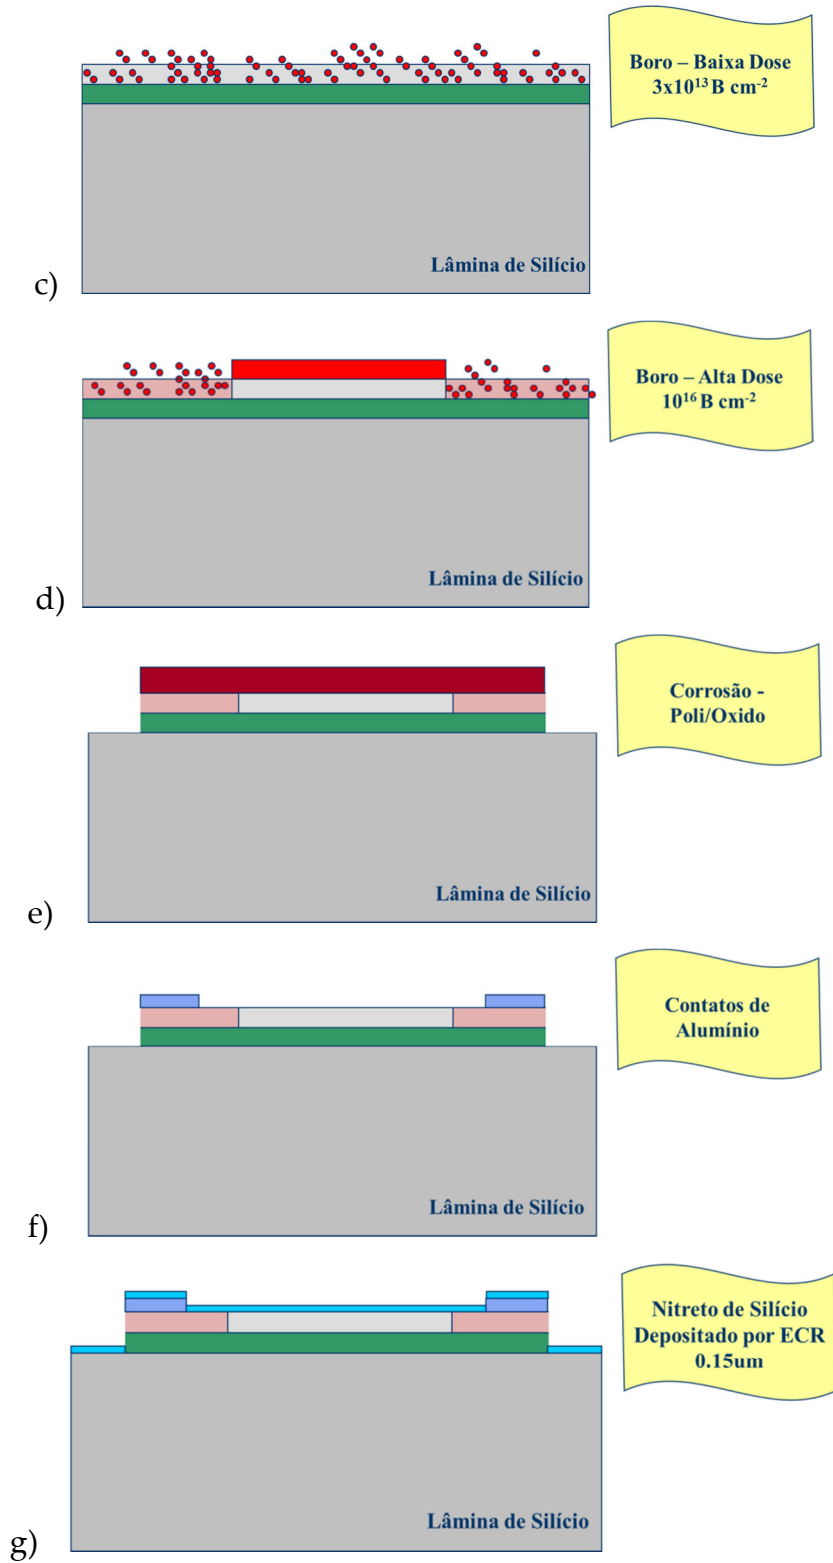 Boro – Baixa Dose
3x10¹³ B cm⁻²
Lâmina de Silício
c)
Boro – Alta Dose
10¹⁶ B cm⁻²
Lâmina de Silício
d)
Corrosão -
Poli/Oxido
Lâmina de Silício
e)
Contatos de
Alumínio
Lâmina de Silício
f)
Nitreto de Silício
Depositado por ECR
0.15um
Lâmina de Silício
g)